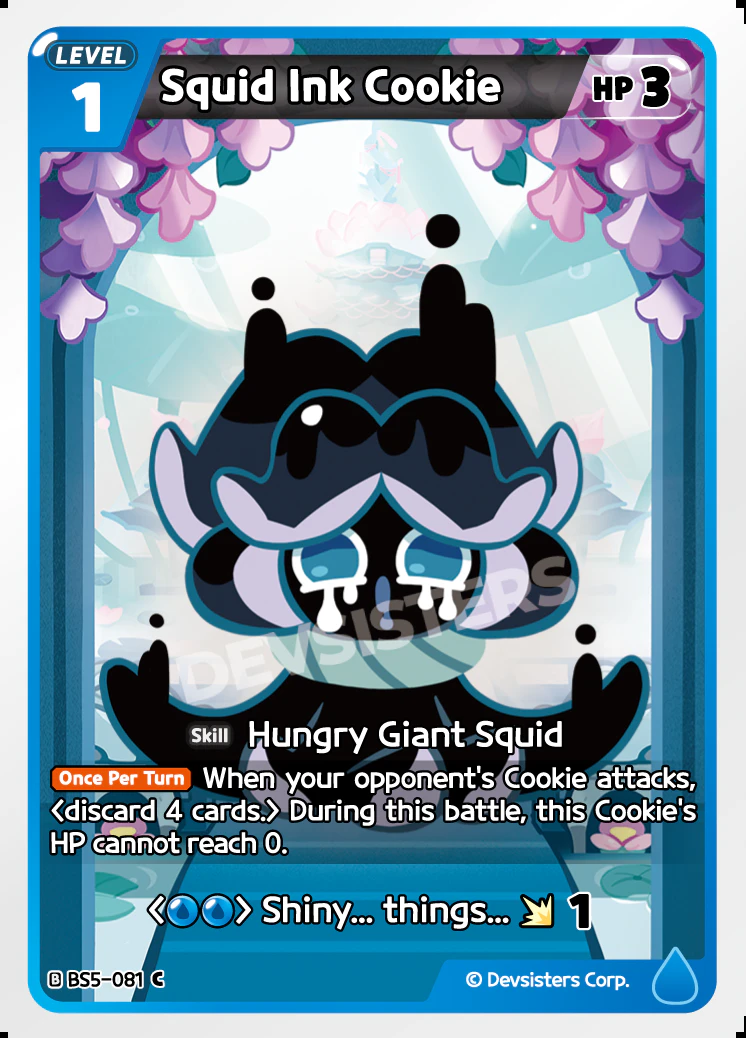 LEVEL
1
Squid Ink Cookie
HP 3
DEVSISTERS
Skill Hungry Giant Squid
Once Per Turn When your opponent's Cookie attacks,
<discard 4 cards.> During this battle, this Cookie's
HP cannot reach 0.
< > Shiny... things... 1
B BS5-081 C
© Devsisters Corp.